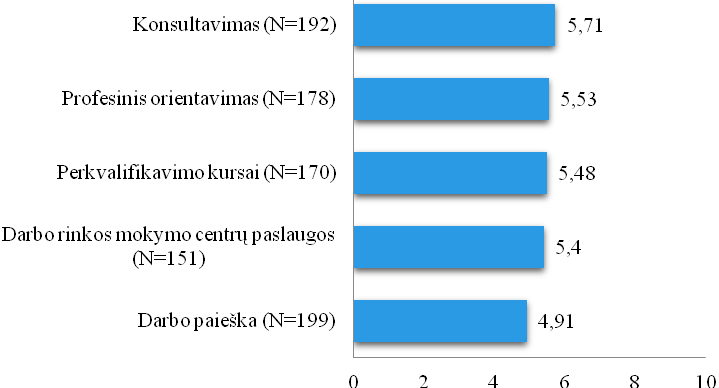 Konsultavimas (N=192)
5,71
Profesinis orientavimas (N=178)
5,53
Perkvalifikavimo kursai (N=170)
5,48
Darbo rinkos mokymo centrų paslaugos
(N=151)
5,4
Darbo paieška (N=199)
4,91
0 2 4 6 8 10